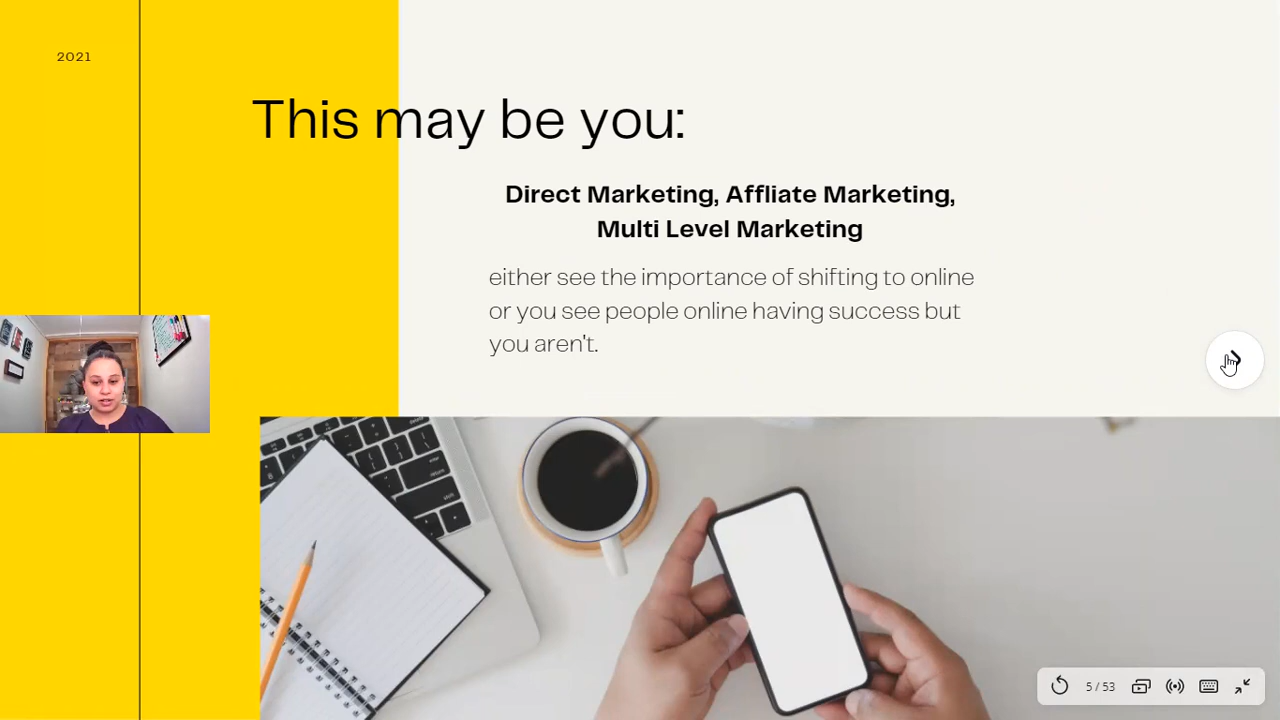 2021
This may be you:
Direct Marketing, Affliate Marketing,
Multi Level Marketing
either see the importance of shifting to online
or you see people online having success but
you aren't.
5 / 53